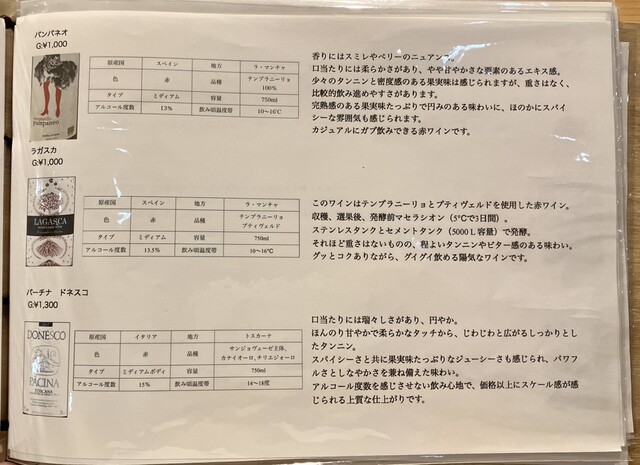 パンパネオ
G:¥1,000
原産国 スペイン 地方 ラ・マンチャ
色 赤 品種 テンプラニーリョ 100%
タイプ ミディアム 容量 750ml
アルコール度数 13% 飲み頃温度帯 10〜16℃
香りにはスミレやベリーのニュアンス。
口当たりには柔らかさがあり、やや甘やかさな要素のあるエキス感。
少々のタンニンと密度感のある果実味は感じられますが、重さはなく、
比較的飲み進めやすさがあります。
完熟感のある果実味たっぷりで円みのある味わいに、ほのかにスパイ
シーな雰囲気も感じられます。
カジュアルにガブ飲みできる赤ワインです。
Pampaneo
ラガスカ
G:¥1,000
LAGASCA
原産国 スペイン 地方 ラ・マンチャ
色 赤 品種 テンプラニーリョ プティヴェルド
タイプ ミディアム 容量 750ml
アルコール度数 13.5% 飲み頃温度帯 10〜16℃
このワインはテンプラニーリョとプティヴェルドを使用した赤ワイン。
収穫、選果後、発酵前マセラシオン（5℃で3日間）。
ステンレスタンクとセメントタンク（5000L容量）で発酵。
それほど重さはないものの、程よいタンニンやビター感のある味わい。
グッとコクありながら、グイグイ飲める陽気なワインです。
パーチナ ドネスコ
G:¥1,300
DONESCO
PACINA
TOSCANA
原産国 イタリア 地方 トスカーナ
色 赤 品種 サンジョヴェーゼ主体、 カナイオーロ、チリエジョーロ
タイプ ミディアムボディ 容量 750ml
アルコール度数 15% 飲み頃温度帯 14〜18度
口当たりには瑞々しさがあり、円やか。
ほんのり甘やかで柔らかなタッチから、じわじわと広がるしっかりとし
たタンニン。
スパイシーさと共に果実味たっぷりなジューシーさも感じられ、パワフ
ルさとしなやかさを兼ね備えた味わい。
アルコール度数を感じさせない飲み心地で、価格以上にスケール感が感
じられる上質な仕上がりです。